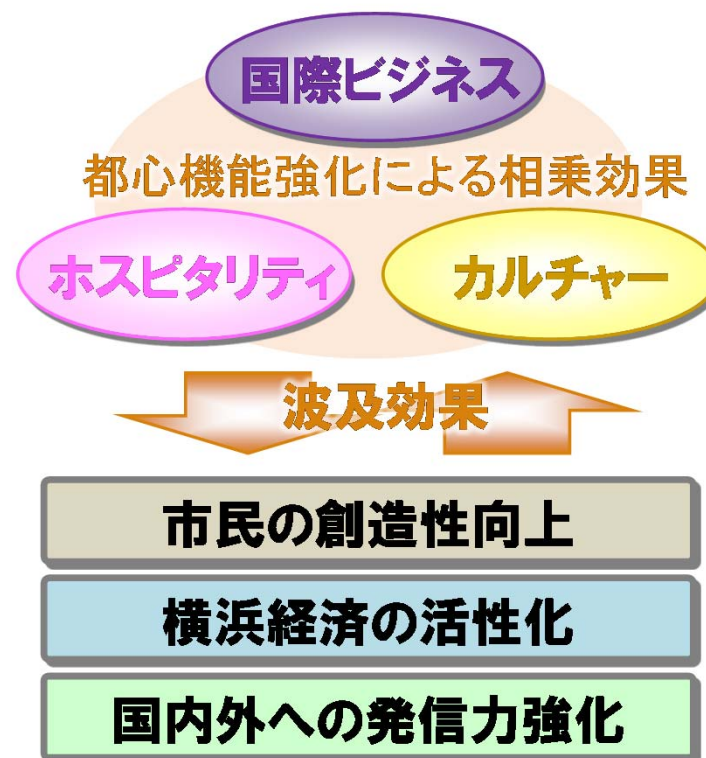 国際ビジネス
都心機能強化による相乗効果
ホスピタリティ
カルチャー
波及効果
市民の創造性向上
横浜経済の活性化
国内外への発信力強化